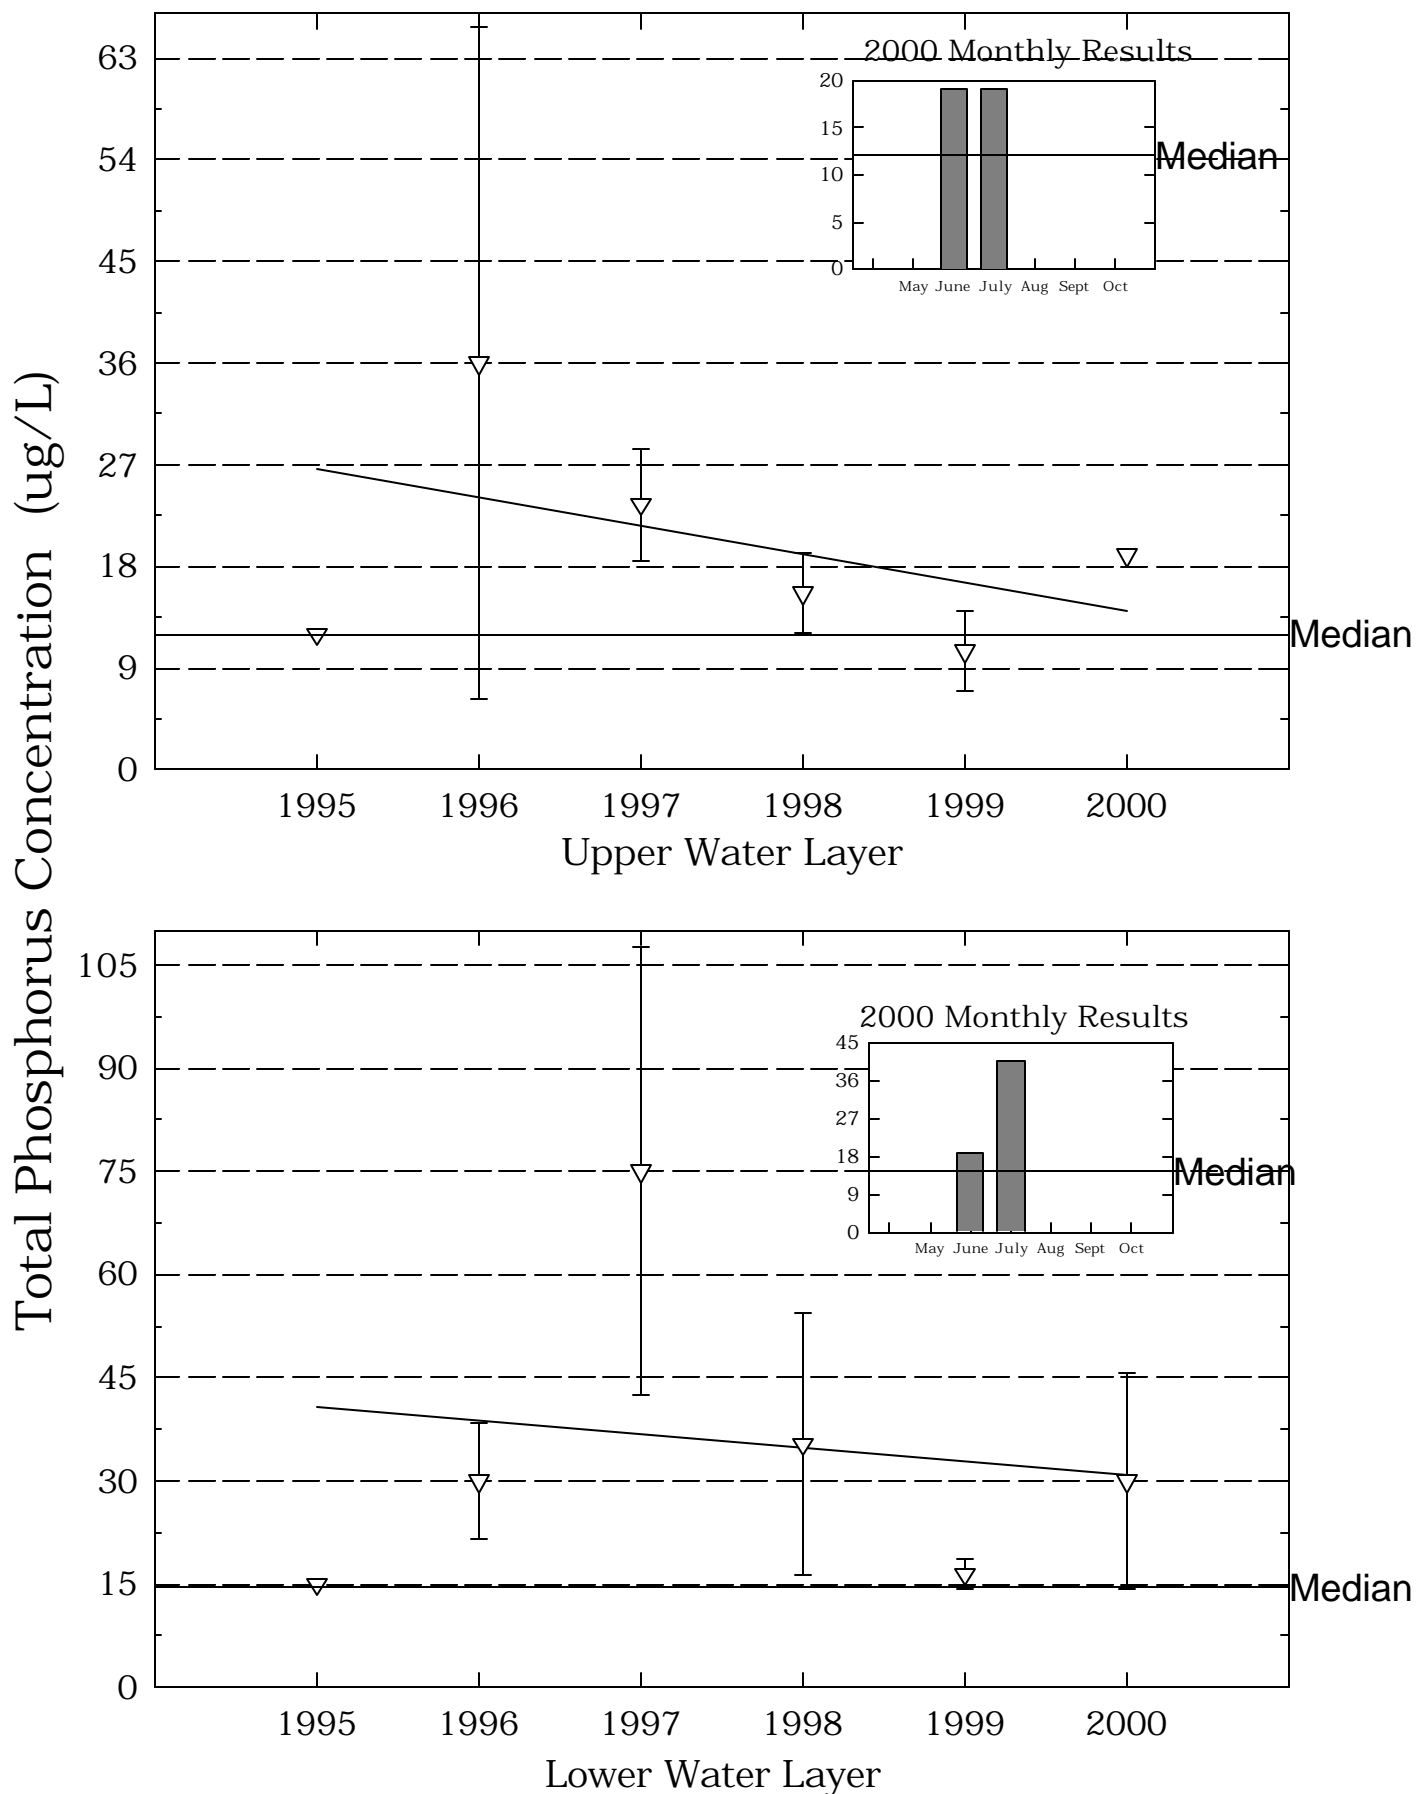 Total Phosphorus Concentration (ug/L)
63
54
45
36
27
18
9
0
2000 Monthly Results
20
15
10
5
0
Median
May June July Aug Sept Oct
Median
1995 1996 1997 1998 1999 2000
Upper Water Layer
105
90
75
60
45
30
15
0
2000 Monthly Results
45
36
27
18
9
0
Median
May June July Aug Sept Oct
Median
1995 1996 1997 1998 1999 2000
Lower Water Layer